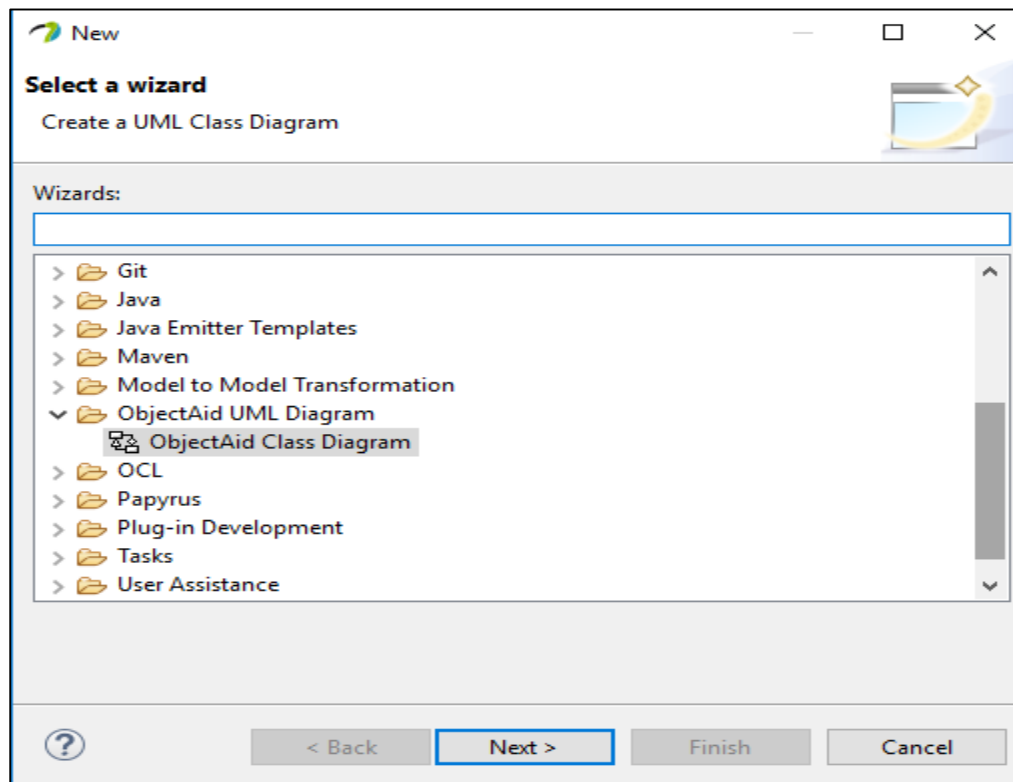 New
Select a wizard
Create a UML Class Diagram
Wizards:
Git
Java
Java Emitter Templates
Maven
Model to Model Transformation
ObjectAid UML Diagram
ObjectAid Class Diagram
OCL
Papyrus
Plug-in Development
Tasks
User Assistance
?
< Back
Next >
Finish
Cancel